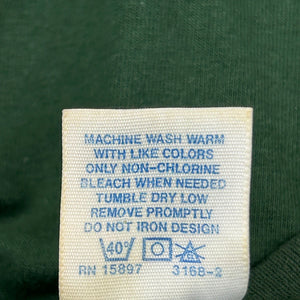 MACHINE WASH WARM
WITH LIKE COLORS
ONLY NON-CHLORINE
BLEACH WHEN NEEDED
TUMBLE DRY LOW
REMOVE PROMPTLY
DO NOT IRON DESIGN
40°
RN 15897 3168-2